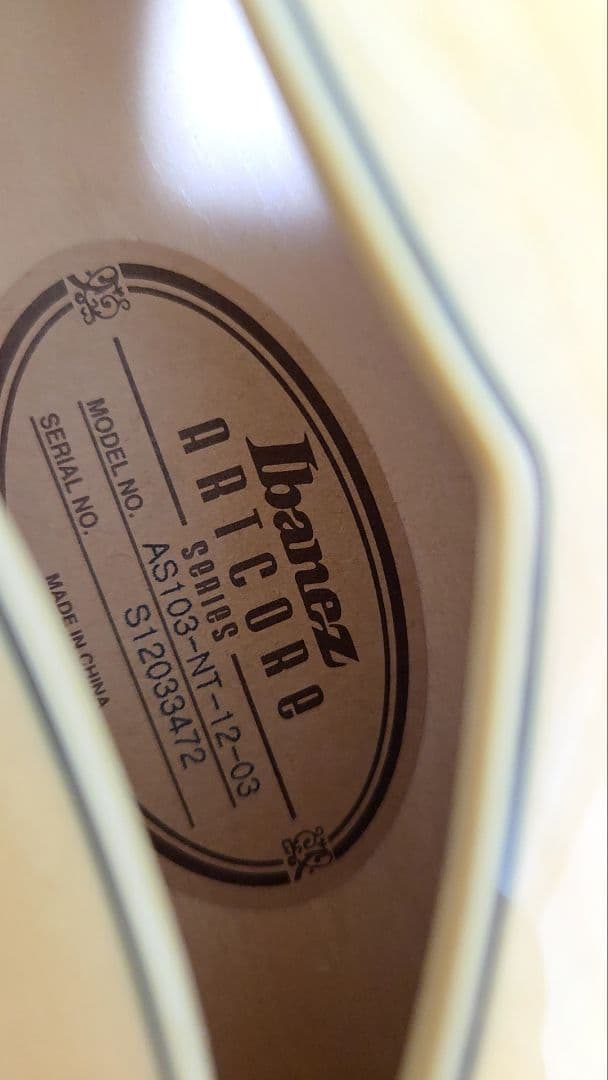 Ibanez
ARTCORE
SERIES
MODEL NO. AS103-NT-12-03
SERIAL NO. S12033472
MADE IN CHINA